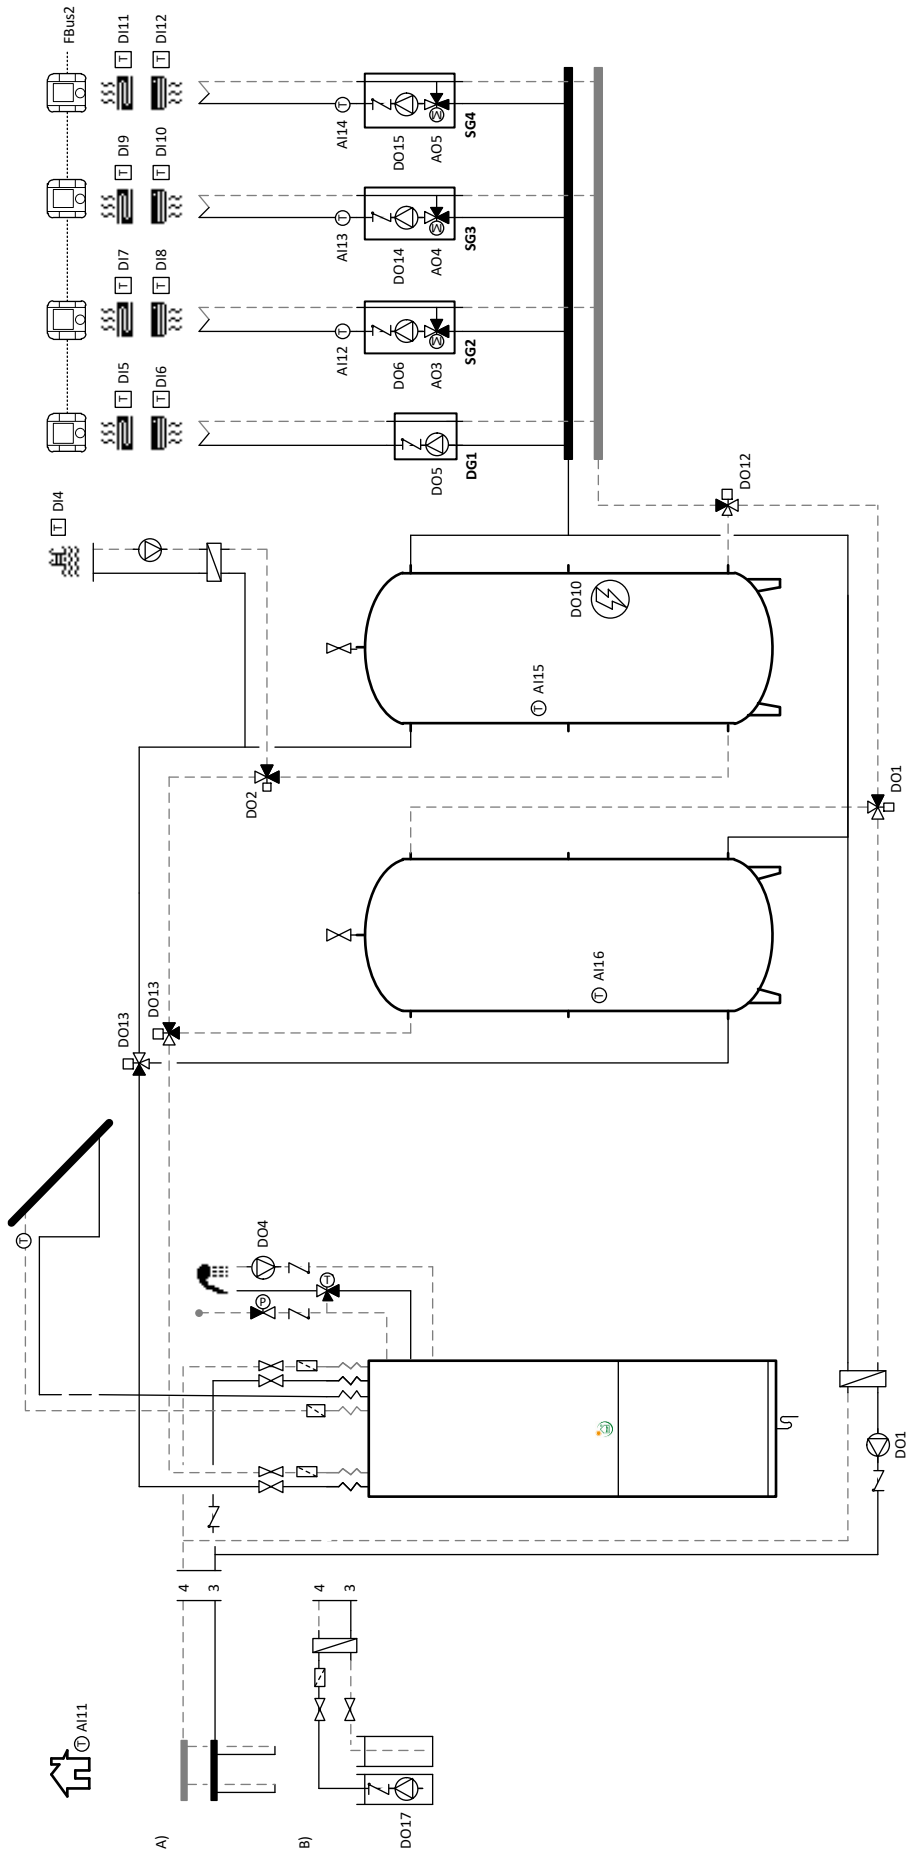 FBus2
T DI11
T DI12
T DI9
T DI10
T DI7
T DI8
T DI5
T DI6
T DI4
T AI14
DO15
AO5
M
SG4
T AI13
DO14
AO4
M
SG3
T AI12
DO6
AO3
M
SG2
DO5
DG1
DO12
DO10
T AI15
DO2
DO1
T AI16
DO13
DO13
T
DO4
P
T
DO1
4
3
4
3
T AI11
A)
B)
DO17